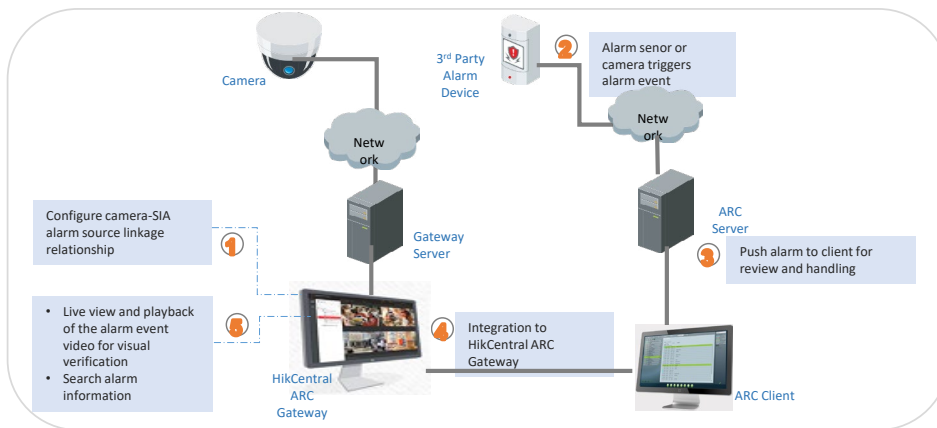 Camera
3rd Party
Alarm
Device
2
Alarm senor or
camera triggers
alarm event
Netw
ork
Netw
ork
Configure camera-SIA
alarm source linkage
relationship
1
Gateway
Server
ARC
Server
3
Push alarm to client for
review and handling
• Live view and playback
of the alarm event
video for visual
verification
• Search alarm
information
5
4
Integration to
HikCentral ARC
Gateway
HikCentral
ARC
Gateway
ARC Client